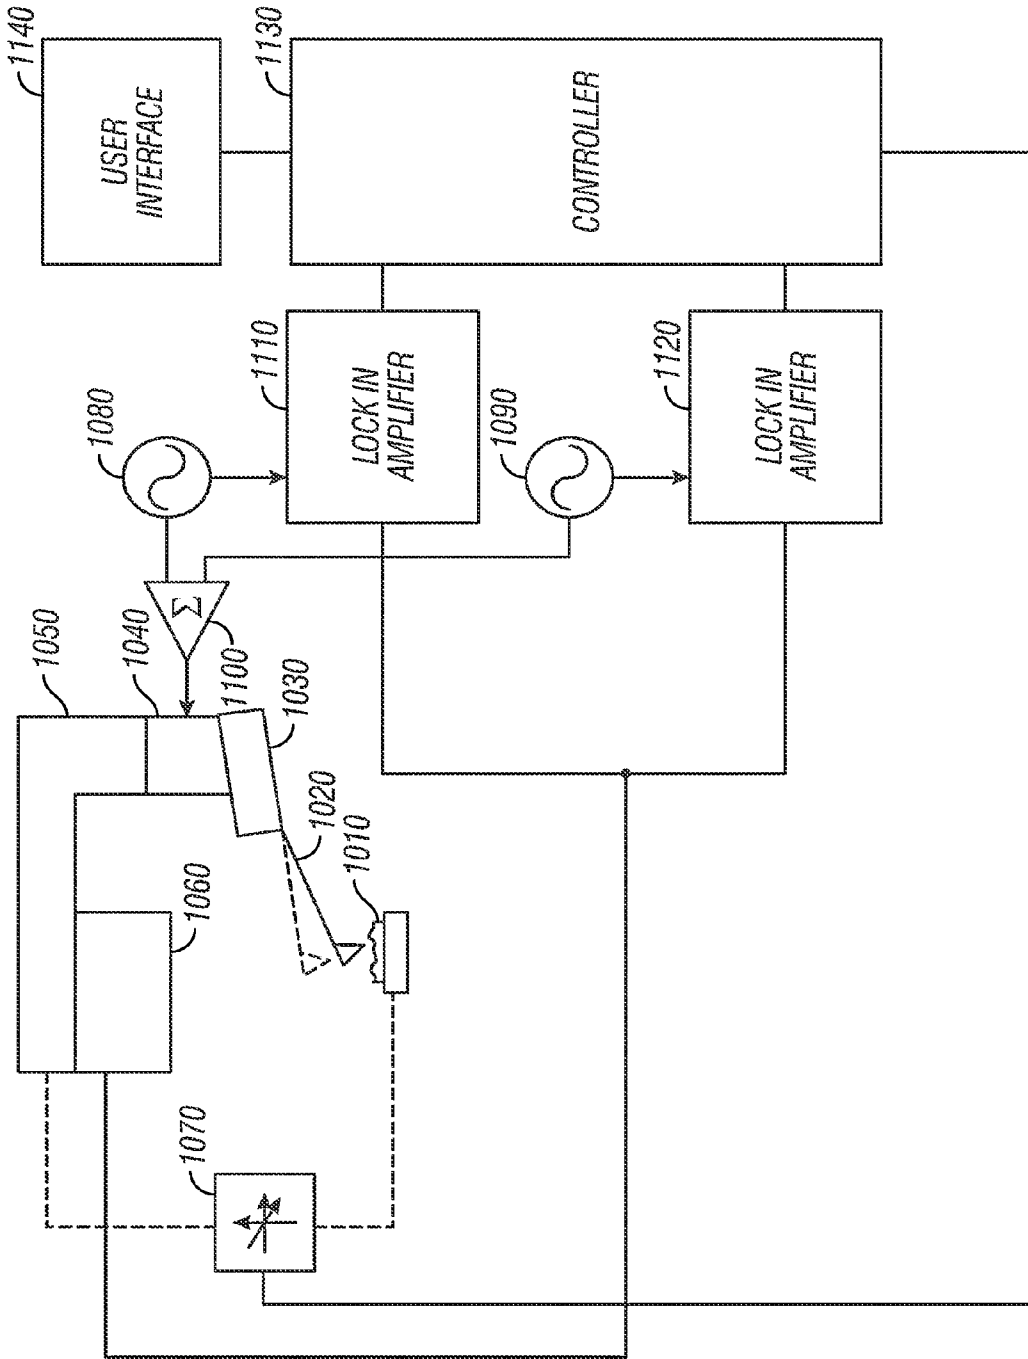 1140
USER
INTERFACE
1130
CONTROLLER
1110
LOCK IN
AMPLIFIER
1120
LOCK IN
AMPLIFIER
1080
1090
Σ
1100
1050
1040
1030
1020
1010
1060
1070